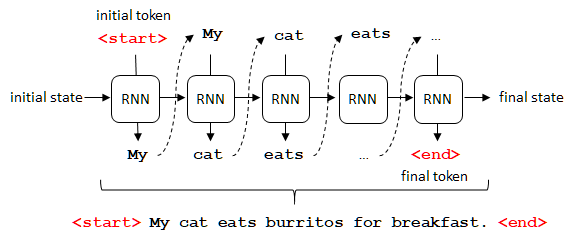 initial token
<start> My cat eats …
initial state RNN RNN RNN RNN RNN final state
My cat eats … <end>
final token
<start> My cat eats burritos for breakfast. <end>